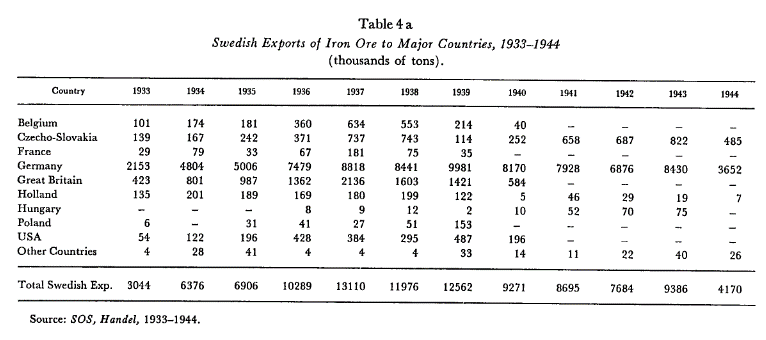 Table 4 a
Swedish Exports of Iron Ore to Major Countries, 1933–1944
(thousands of tons).
Country 1933 1934 1935 1936 1937 1938 1939 1940 1941 1942 1943 1944
Belgium 101 174 181 360 634 553 214 40 – – – –
Czecho-Slovakia 139 167 242 371 737 743 114 252 658 687 822 485
France 29 79 33 67 181 75 35 – – – – –
Germany 2153 4804 5006 7479 8818 8441 9981 8170 7928 6876 8430 3652
Great Britain 423 801 987 1362 2136 1603 1421 584 – – – –
Holland 135 201 189 169 180 199 122 5 46 29 19 7
Hungary – – – 8 9 12 2 10 52 70 75 –
Poland 6 – 31 41 27 51 153 – – – – –
USA 54 122 196 428 384 295 487 196 – – – –
Other Countries 4 28 41 4 4 4 33 14 11 22 40 26
Total Swedish Exp. 3044 6376 6906 10289 13110 11976 12562 9271 8695 7684 9386 4170
Source: SOS, Handel, 1933–1944.